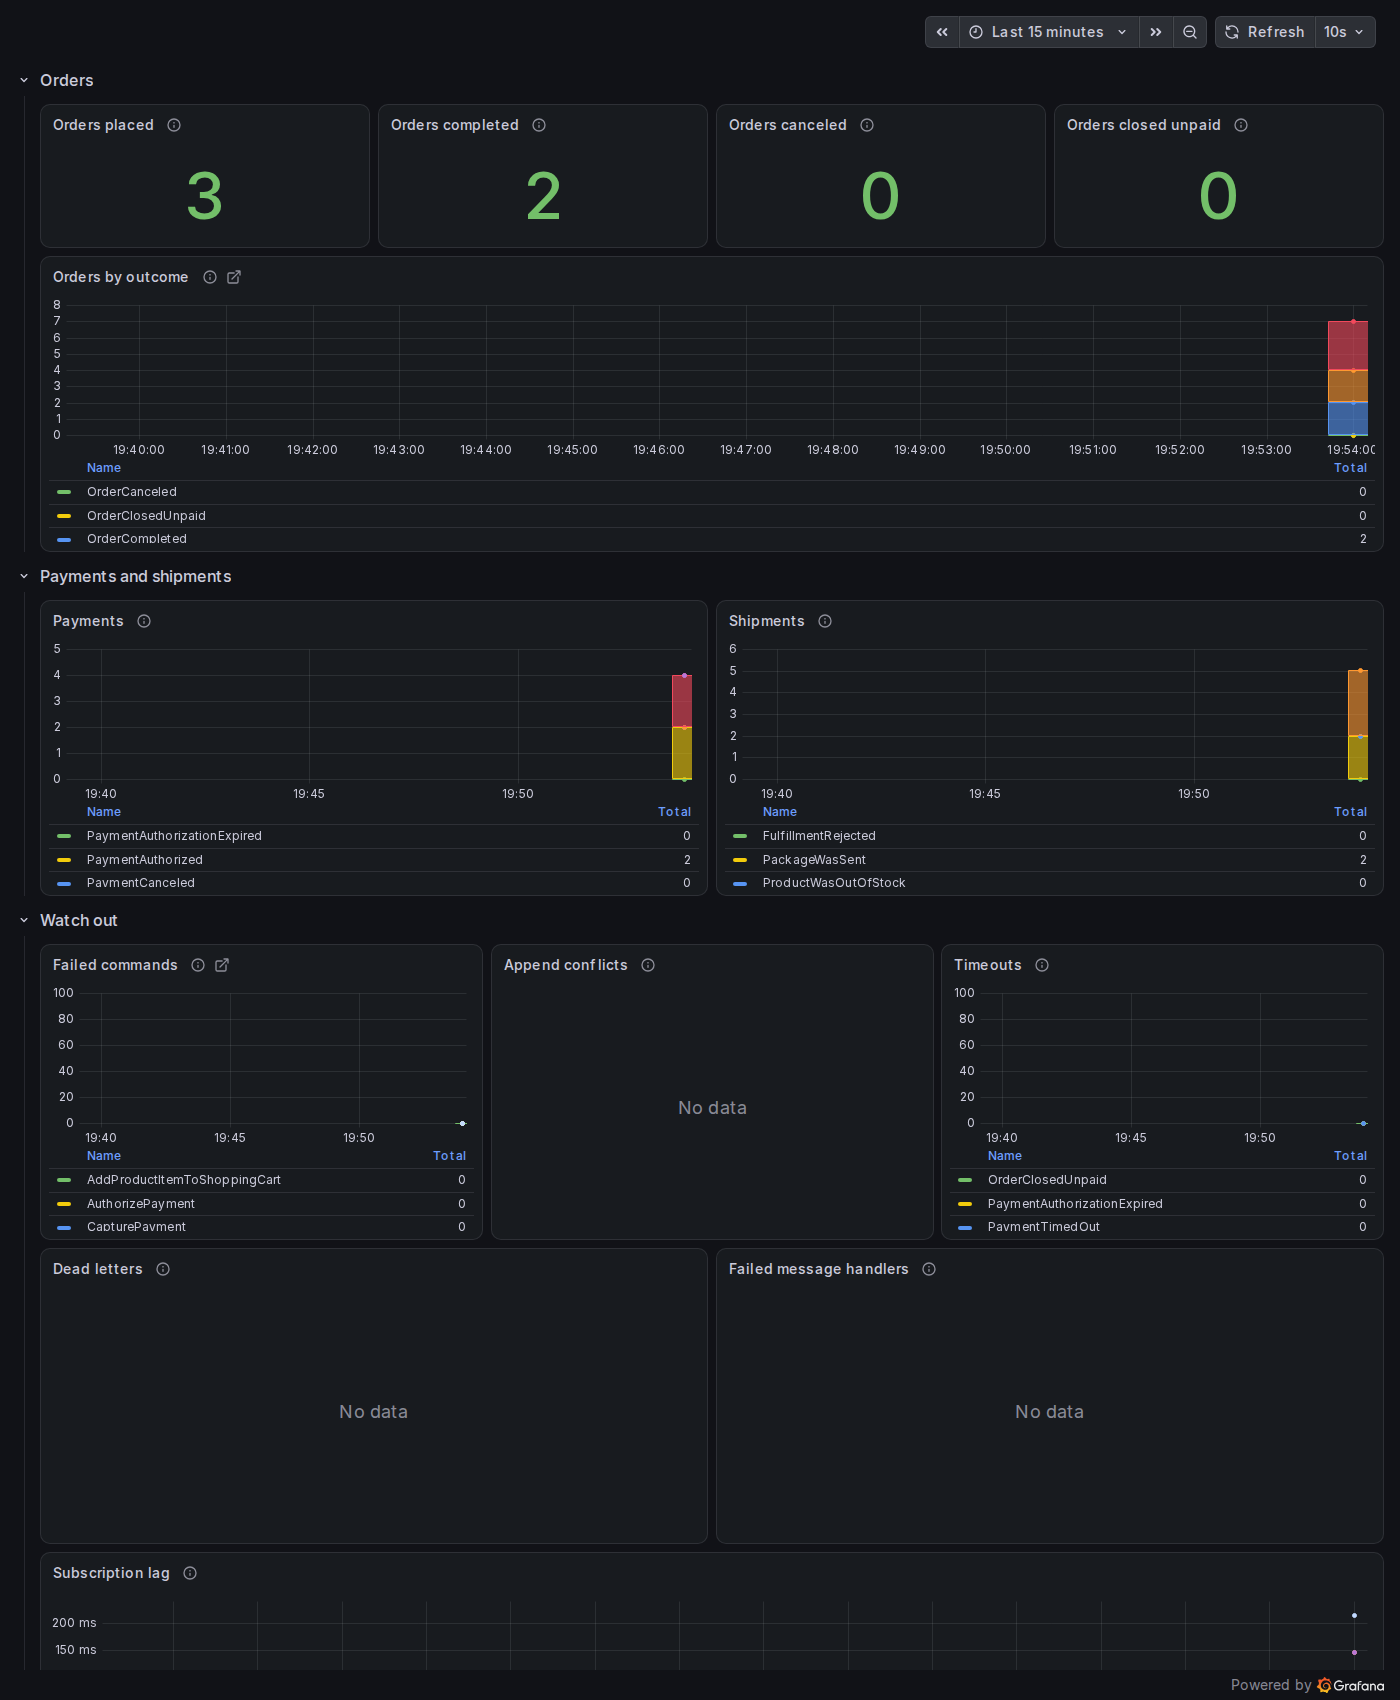 Last 15 minutes
Refresh
10s
Orders
Orders placed
Orders completed
Orders canceled
Orders closed unpaid
3
2
0
0
Orders by outcome
8
7
6
5
4
3
2
1
0
19:40:00 19:41:00 19:42:00 19:43:00 19:44:00 19:45:00 19:46:00 19:47:00 19:48:00 19:49:00 19:50:00 19:51:00 19:52:00 19:53:00 19:54:00
Name Total
OrderCanceled 0
OrderClosedUnpaid 0
OrderCompleted 2
Payments and shipments
Payments
5
4
3
2
1
0
19:40 19:45 19:50
Name Total
PaymentAuthorizationExpired 0
PaymentAuthorized 2
PaymentCanceled 0
Shipments
6
5
4
3
2
1
0
19:40 19:45 19:50
Name Total
FulfillmentRejected 0
PackageWasSent 2
ProductWasOutOfStock 0
Watch out
Failed commands
100
80
60
40
20
0
19:40 19:45 19:50
Name Total
AddProductItemToShoppingCart 0
AuthorizePayment 0
CapturePayment 0
Append conflicts
No data
Timeouts
100
80
60
40
20
0
19:40 19:45 19:50
Name Total
OrderClosedUnpaid 0
PaymentAuthorizationExpired 0
PaymentTimedOut 0
Dead letters
No data
Failed message handlers
No data
Subscription lag
200 ms
150 ms
Powered by Grafana